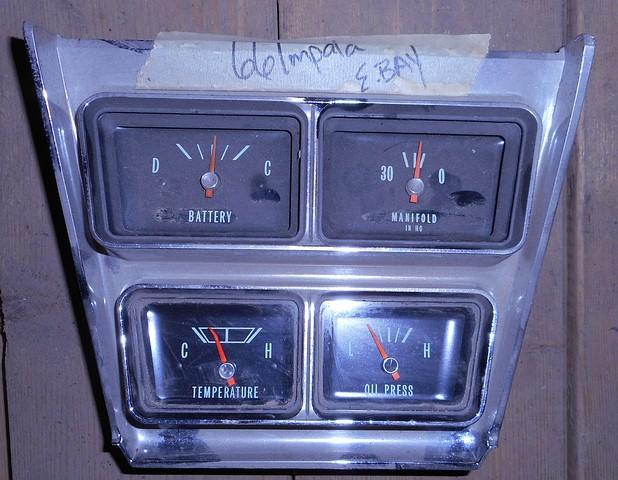 66 Impala
E BAY
D C
BATTERY
30 0
MANIFOLD
IN HG
C H
TEMPERATURE
L H
OIL PRESS